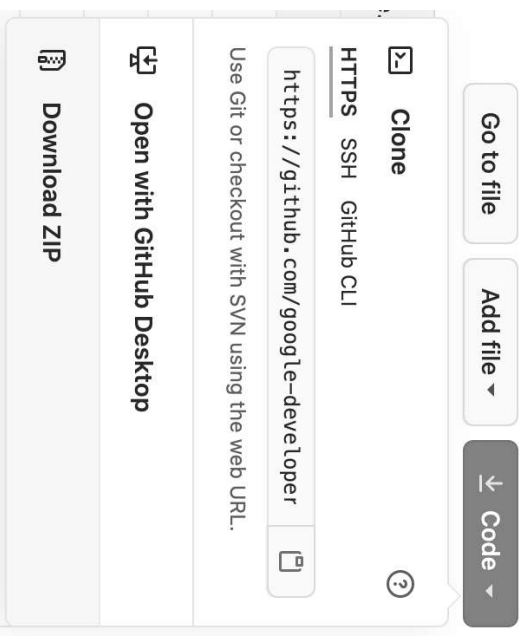 Go to file Add file Code
Clone
HTTPS SSH GitHub CLI
https://github.com/google-developer
Use Git or checkout with SVN using the web URL.
Open with GitHub Desktop
Download ZIP